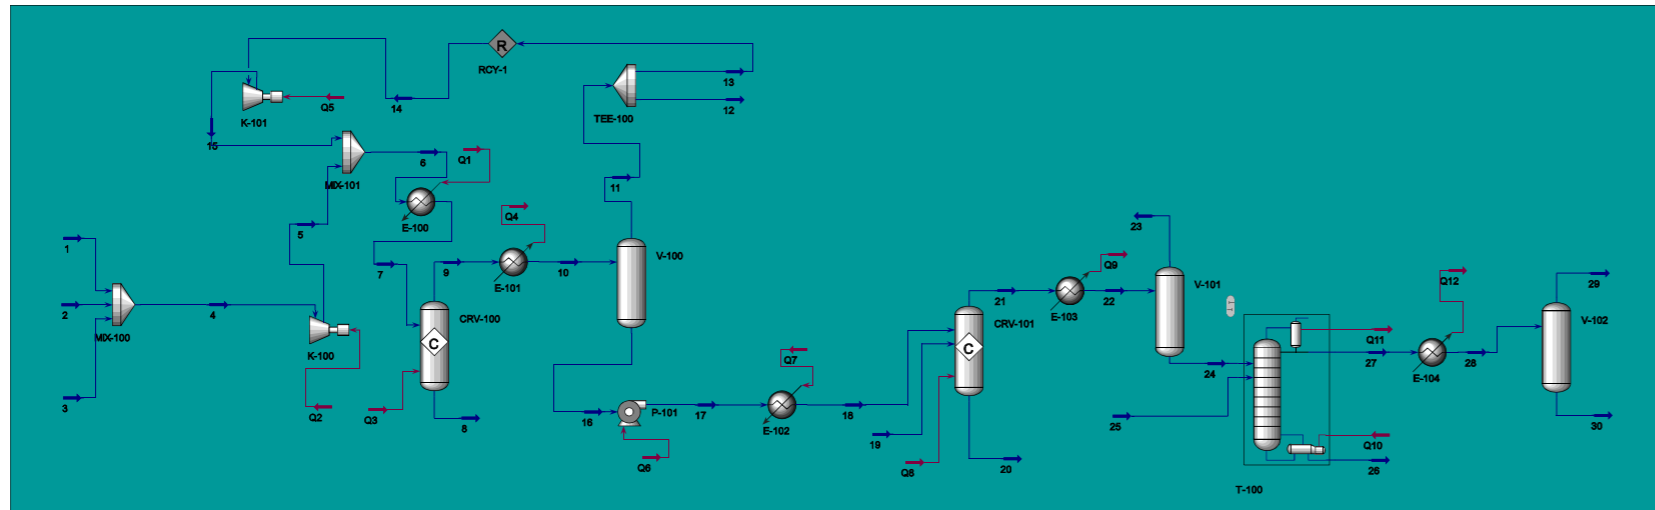 RCY-1
13
12
TEE-100
14
Q5
K-101
15
MIX-101
6
Q1
E-100
11
Q4
5
7
9
E-101
10
V-100
1
2
4
MIX-100
K-100
3
Q2
CRV-100
C
Q3
8
16
P-101
17
Q6
Q7
E-102
18
19
Q8
CRV-101
C
20
21
Q9
E-103
22
23
V-101
24
25
Q11
27
Q10
26
T-100
Q12
E-104
28
29
V-102
30